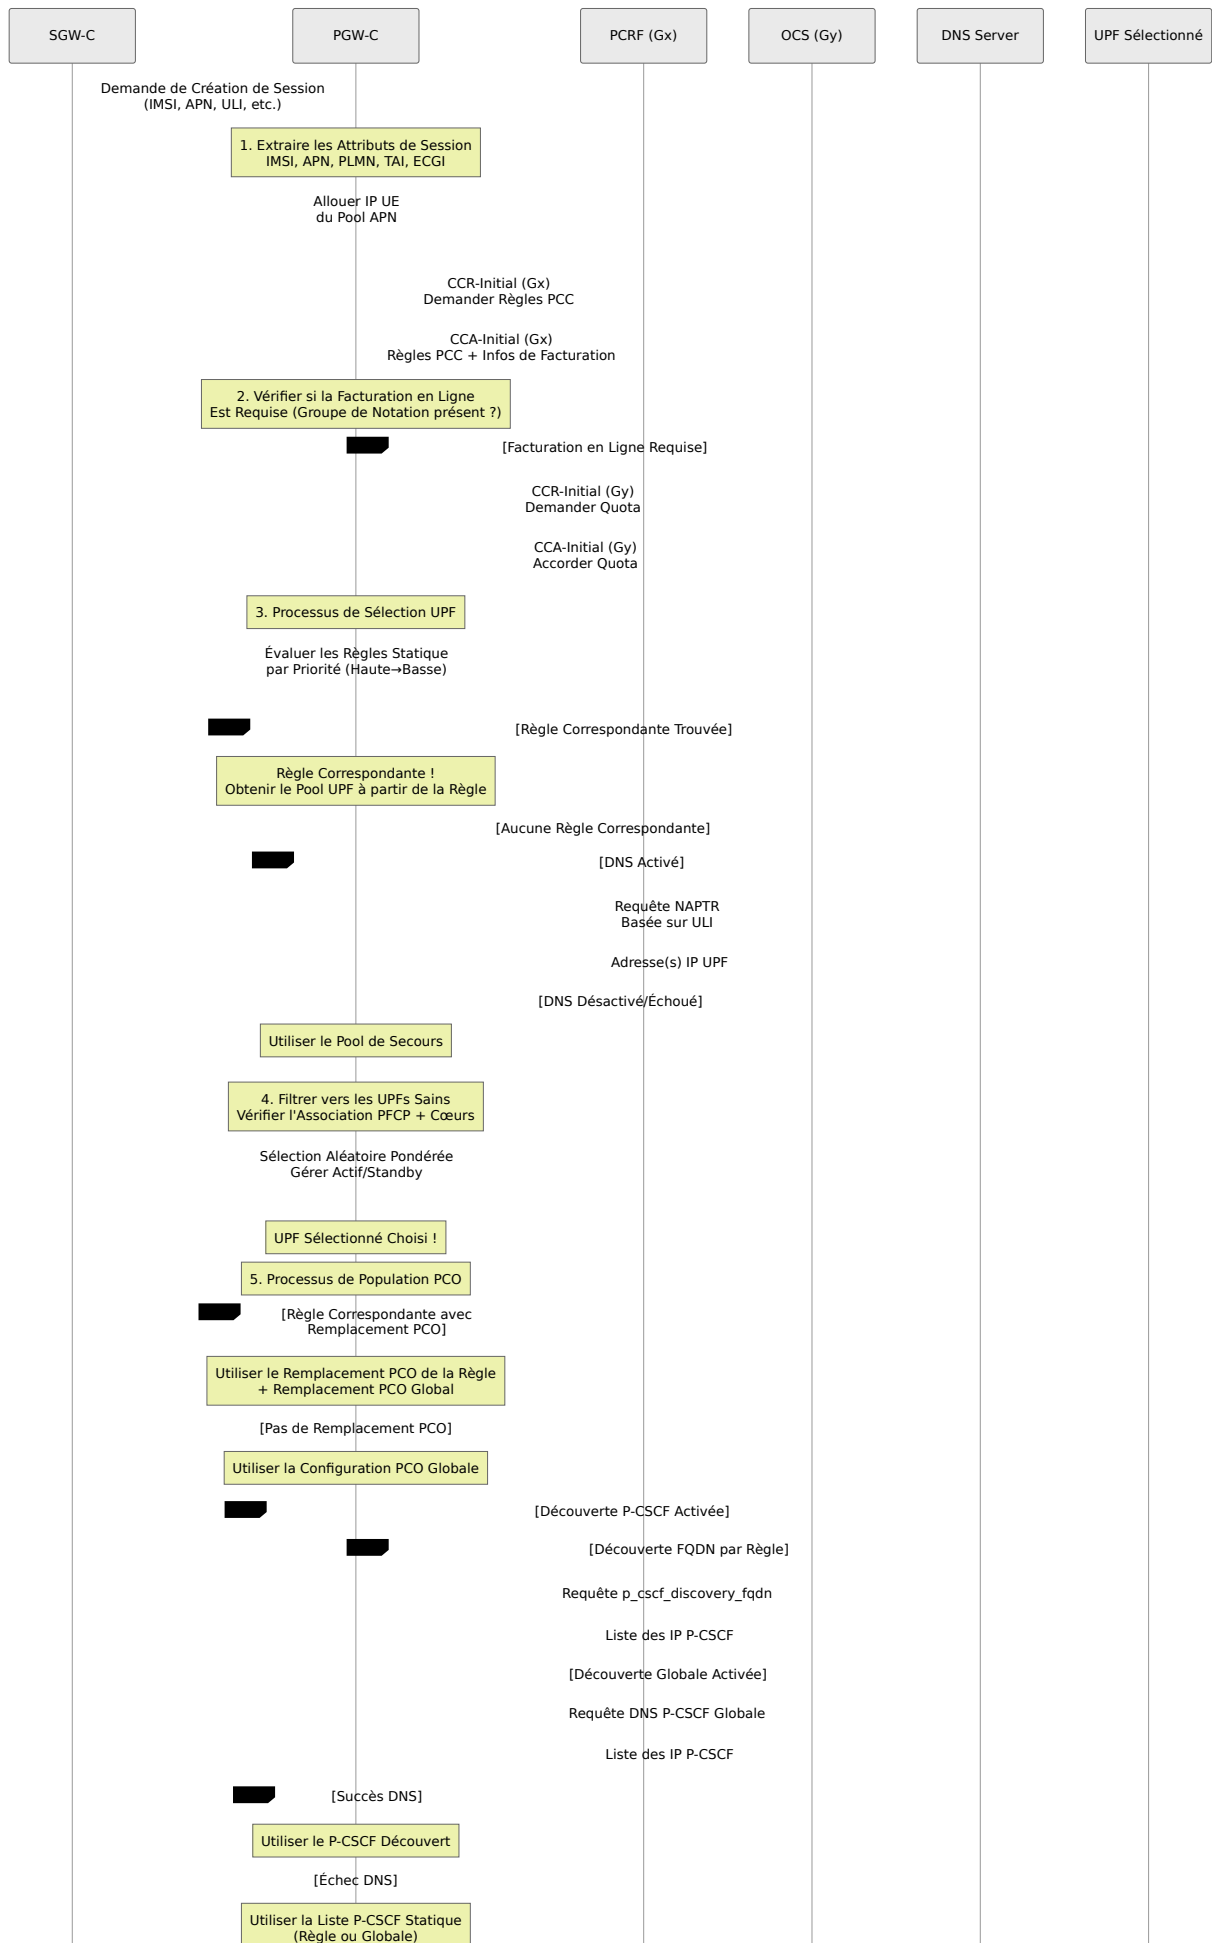 SGW-C
PGW-C
PCRF (Gx)
OCS (Gy)
DNS Server
UPF Sélectionné
Demande de Création de Session
(IMSI, APN, ULI, etc.)
1. Extraire les Attributs de Session
IMSI, APN, PLMN, TAI, ECGI
Allouer IP UE
du Pool APN
CCR-Initial (Gx)
Demander Règles PCC
CCA-Initial (Gx)
Règles PCC + Infos de Facturation
2. Vérifier si la Facturation en Ligne
Est Requise (Groupe de Notation présent ?)
[Facturation en Ligne Requise]
CCR-Initial (Gy)
Demander Quota
CCA-Initial (Gy)
Accorder Quota
3. Processus de Sélection UPF
Évaluer les Règles Statique
par Priorité (Haute→Basse)
[Règle Correspondante Trouvée]
Règle Correspondante !
Obtenir le Pool UPF à partir de la Règle
[Aucune Règle Correspondante]
[DNS Activé]
Requête NAPTR
Basée sur ULI
Adresse(s) IP UPF
[DNS Désactivé/Échoué]
Utiliser le Pool de Secours
4. Filtrer vers les UPFs Sains
Vérifier l'Association PFCP + Cœurs
Sélection Aléatoire Pondérée
Gérer Actif/Standby
UPF Sélectionné Choisi !
5. Processus de Population PCO
[Règle Correspondante avec
Remplacement PCO]
Utiliser le Remplacement PCO de la Règle
+ Remplacement PCO Global
[Pas de Remplacement PCO]
Utiliser la Configuration PCO Globale
[Découverte P-CSCF Activée]
[Découverte FQDN par Règle]
Requête p_cscf_discovery_fqdn
Liste des IP P-CSCF
[Découverte Globale Activée]
Requête DNS P-CSCF Globale
Liste des IP P-CSCF
[Succès DNS]
Utiliser le P-CSCF Découvert
[Échec DNS]
Utiliser la Liste P-CSCF Statique
(Règle ou Globale)